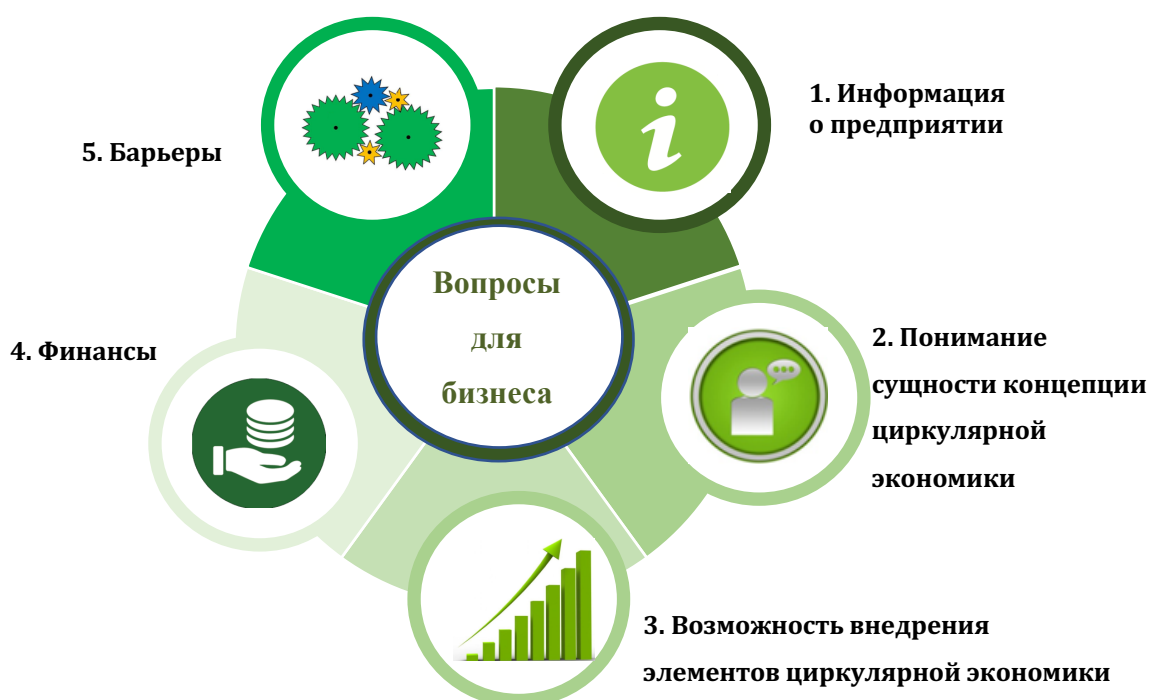 1. Информация
о предприятии
2. Понимание
сущности концепции
циркулярной
экономики
3. Возможность внедрения
элементов циркулярной экономики
4. Финансы
5. Барьеры
Вопросы
для
бизнеса